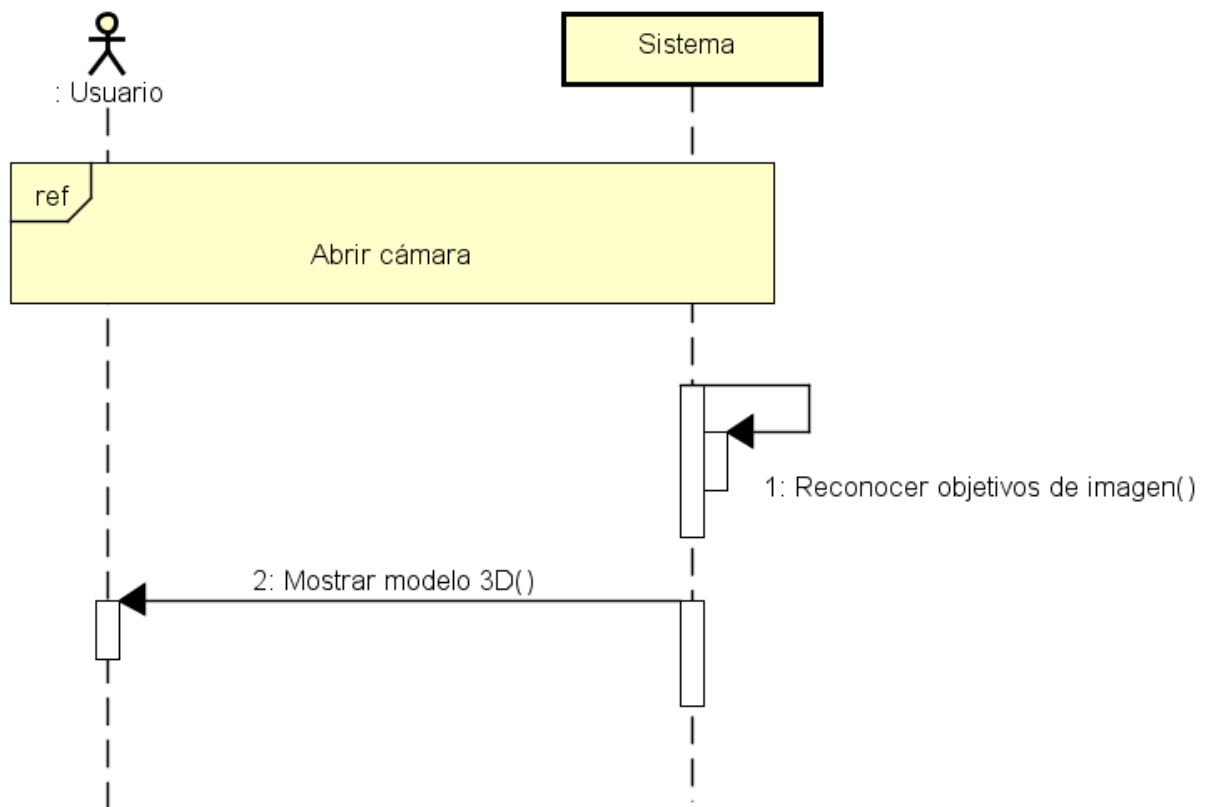 Sistema
: Usuario
ref
Abrir cámara
1: Reconocer objetivos de imagen()
2: Mostrar modelo 3D()